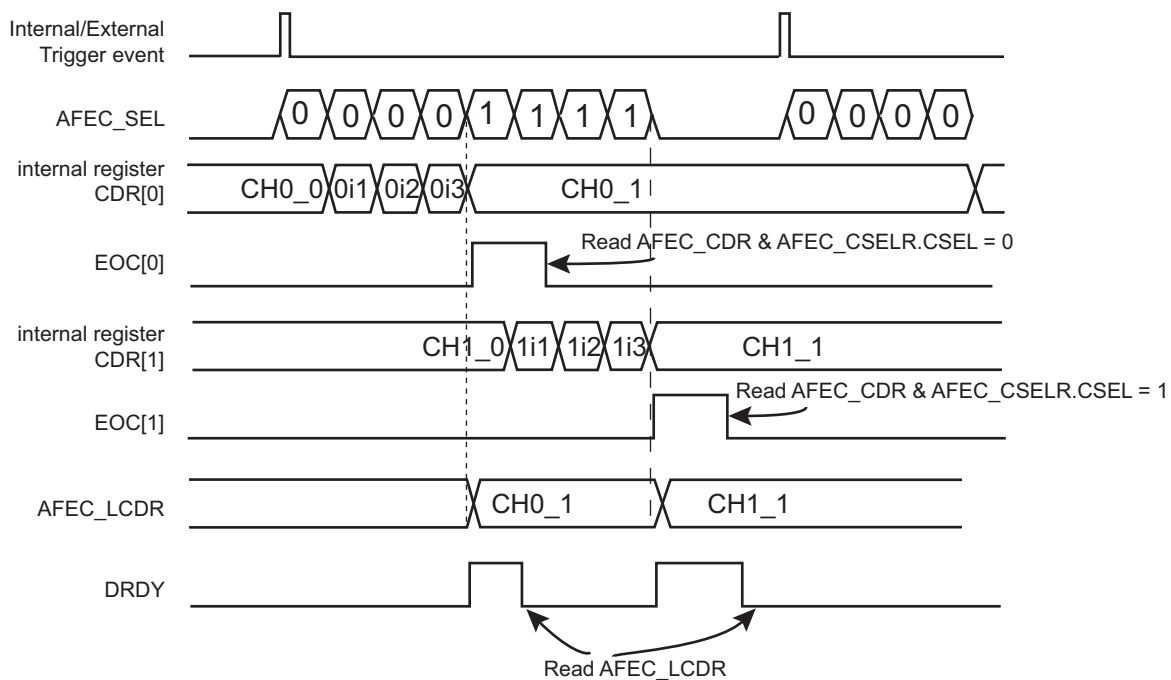 Internal/External
Trigger event
AFEC_SEL
0 0 0 0 1 1 1 1 0 0 0 0
internal register
CDR[0]
CH0_0 0i1 0i2 0i3 CH0_1
EOC[0]
Read AFEC_CDR & AFEC_CSELR.CSEL = 0
internal register
CDR[1]
CH1_0 1i1 1i2 1i3 CH1_1
EOC[1]
Read AFEC_CDR & AFEC_CSELR.CSEL = 1
AFEC_LCDR
CH0_1 CH1_1
DRDY
Read AFEC_LCDR